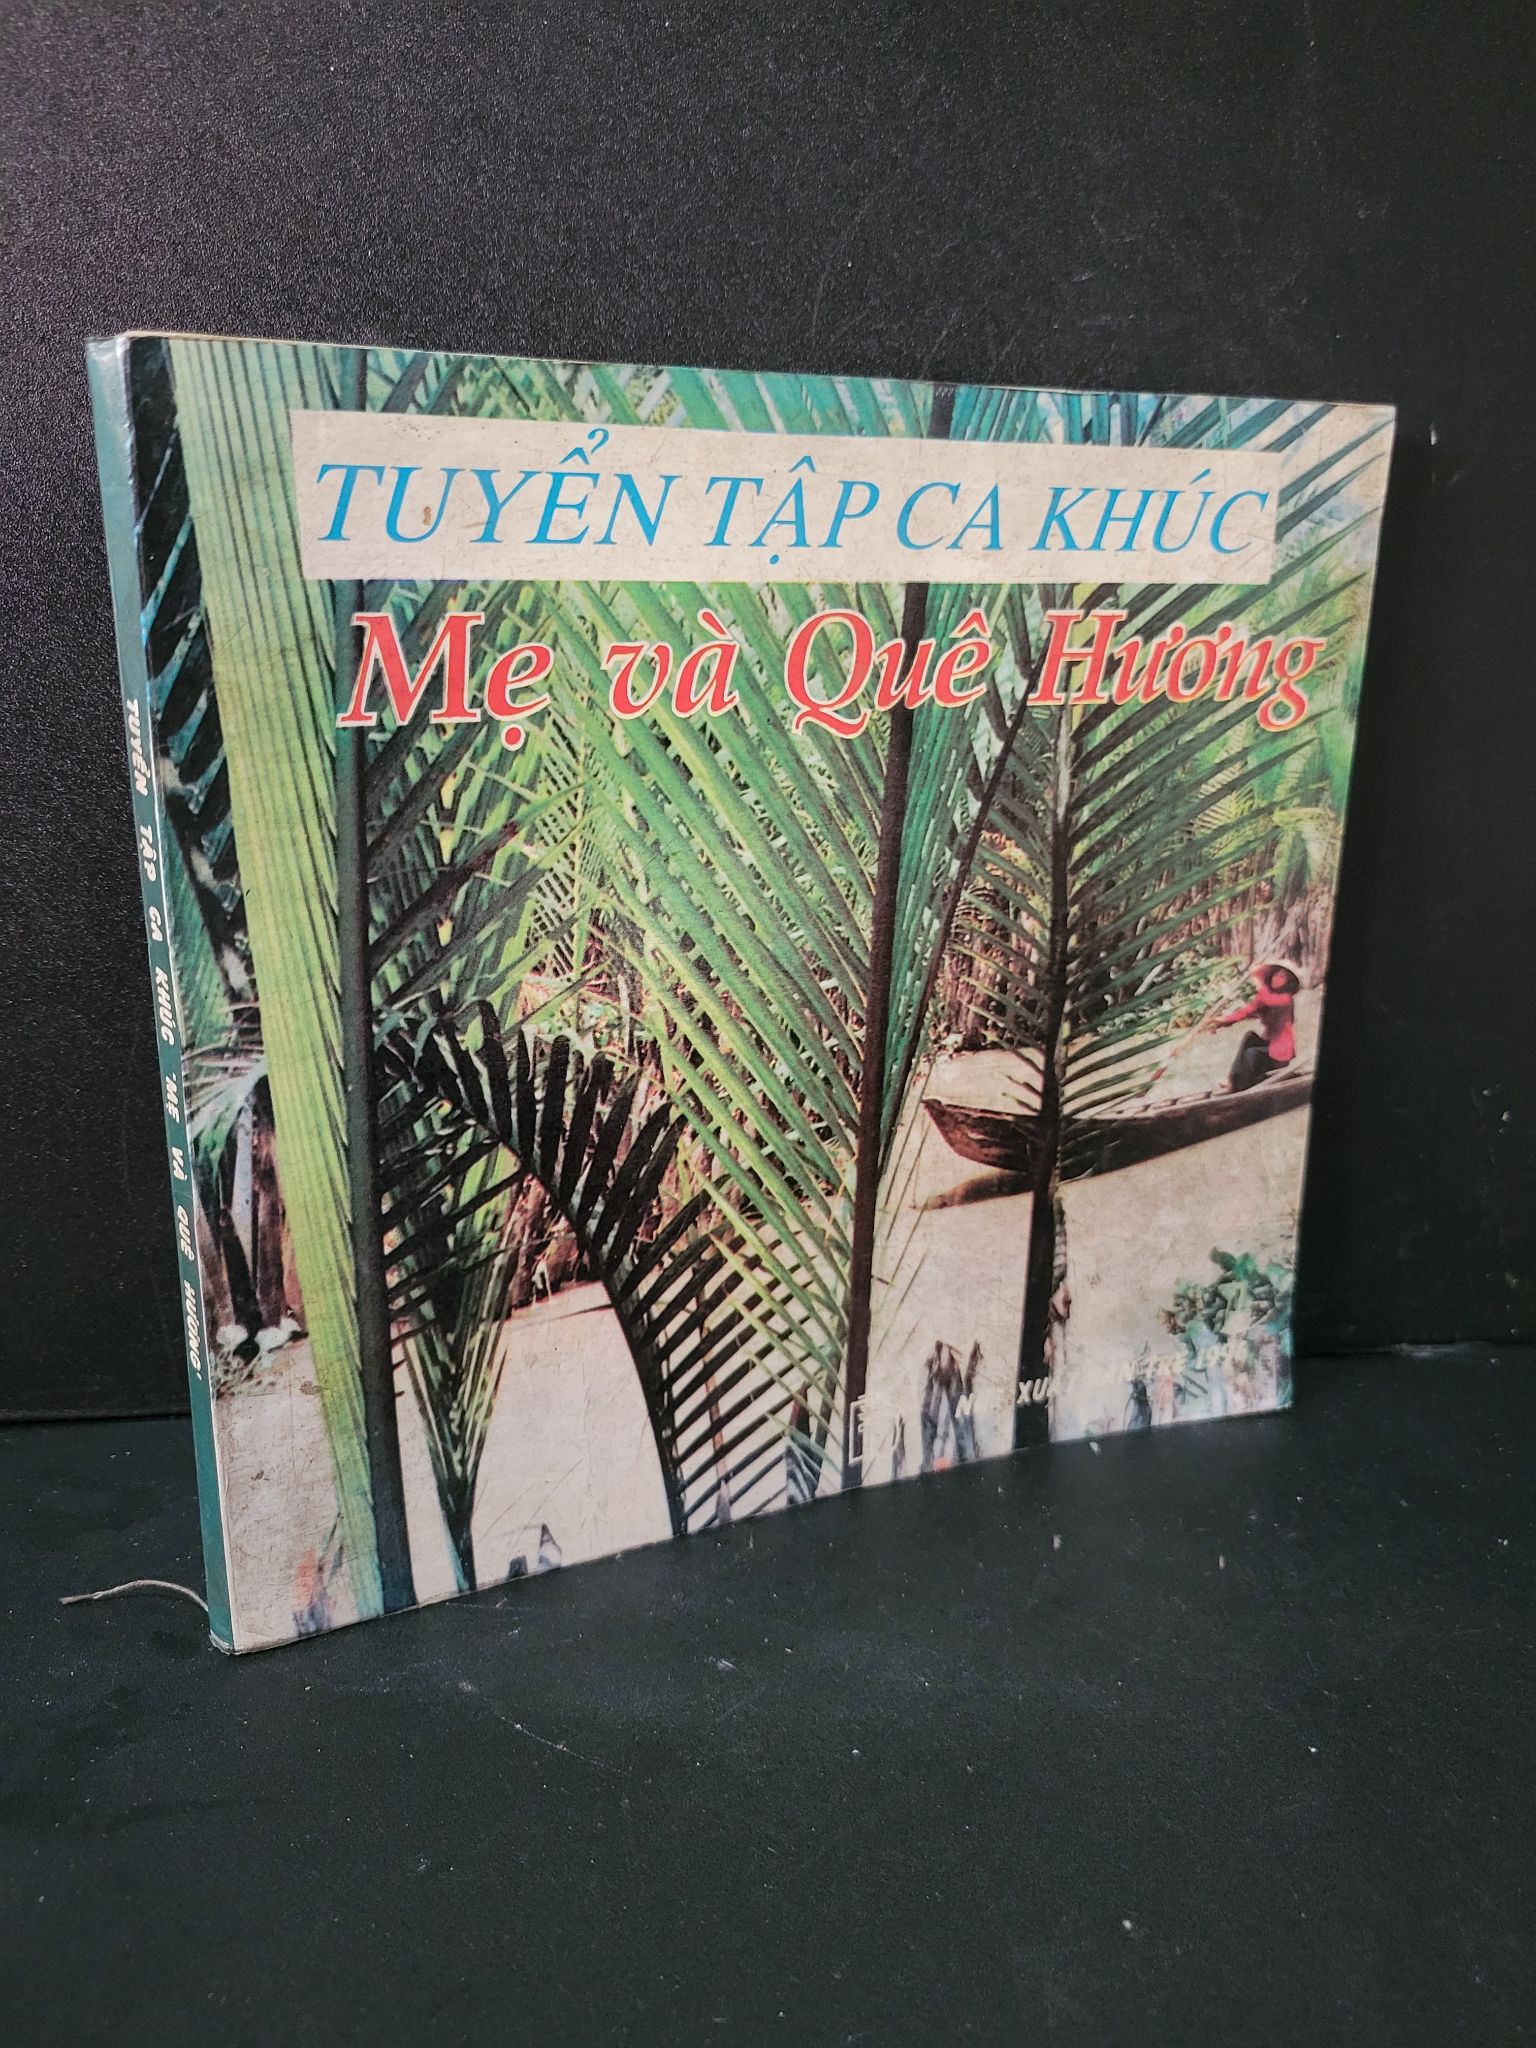 TUYỂN TẬP CA KHÚC
Mẹ và Quê Hương
TUYỂN TẬP CA KHÚC "MẸ VÀ QUÊ HƯƠNG"